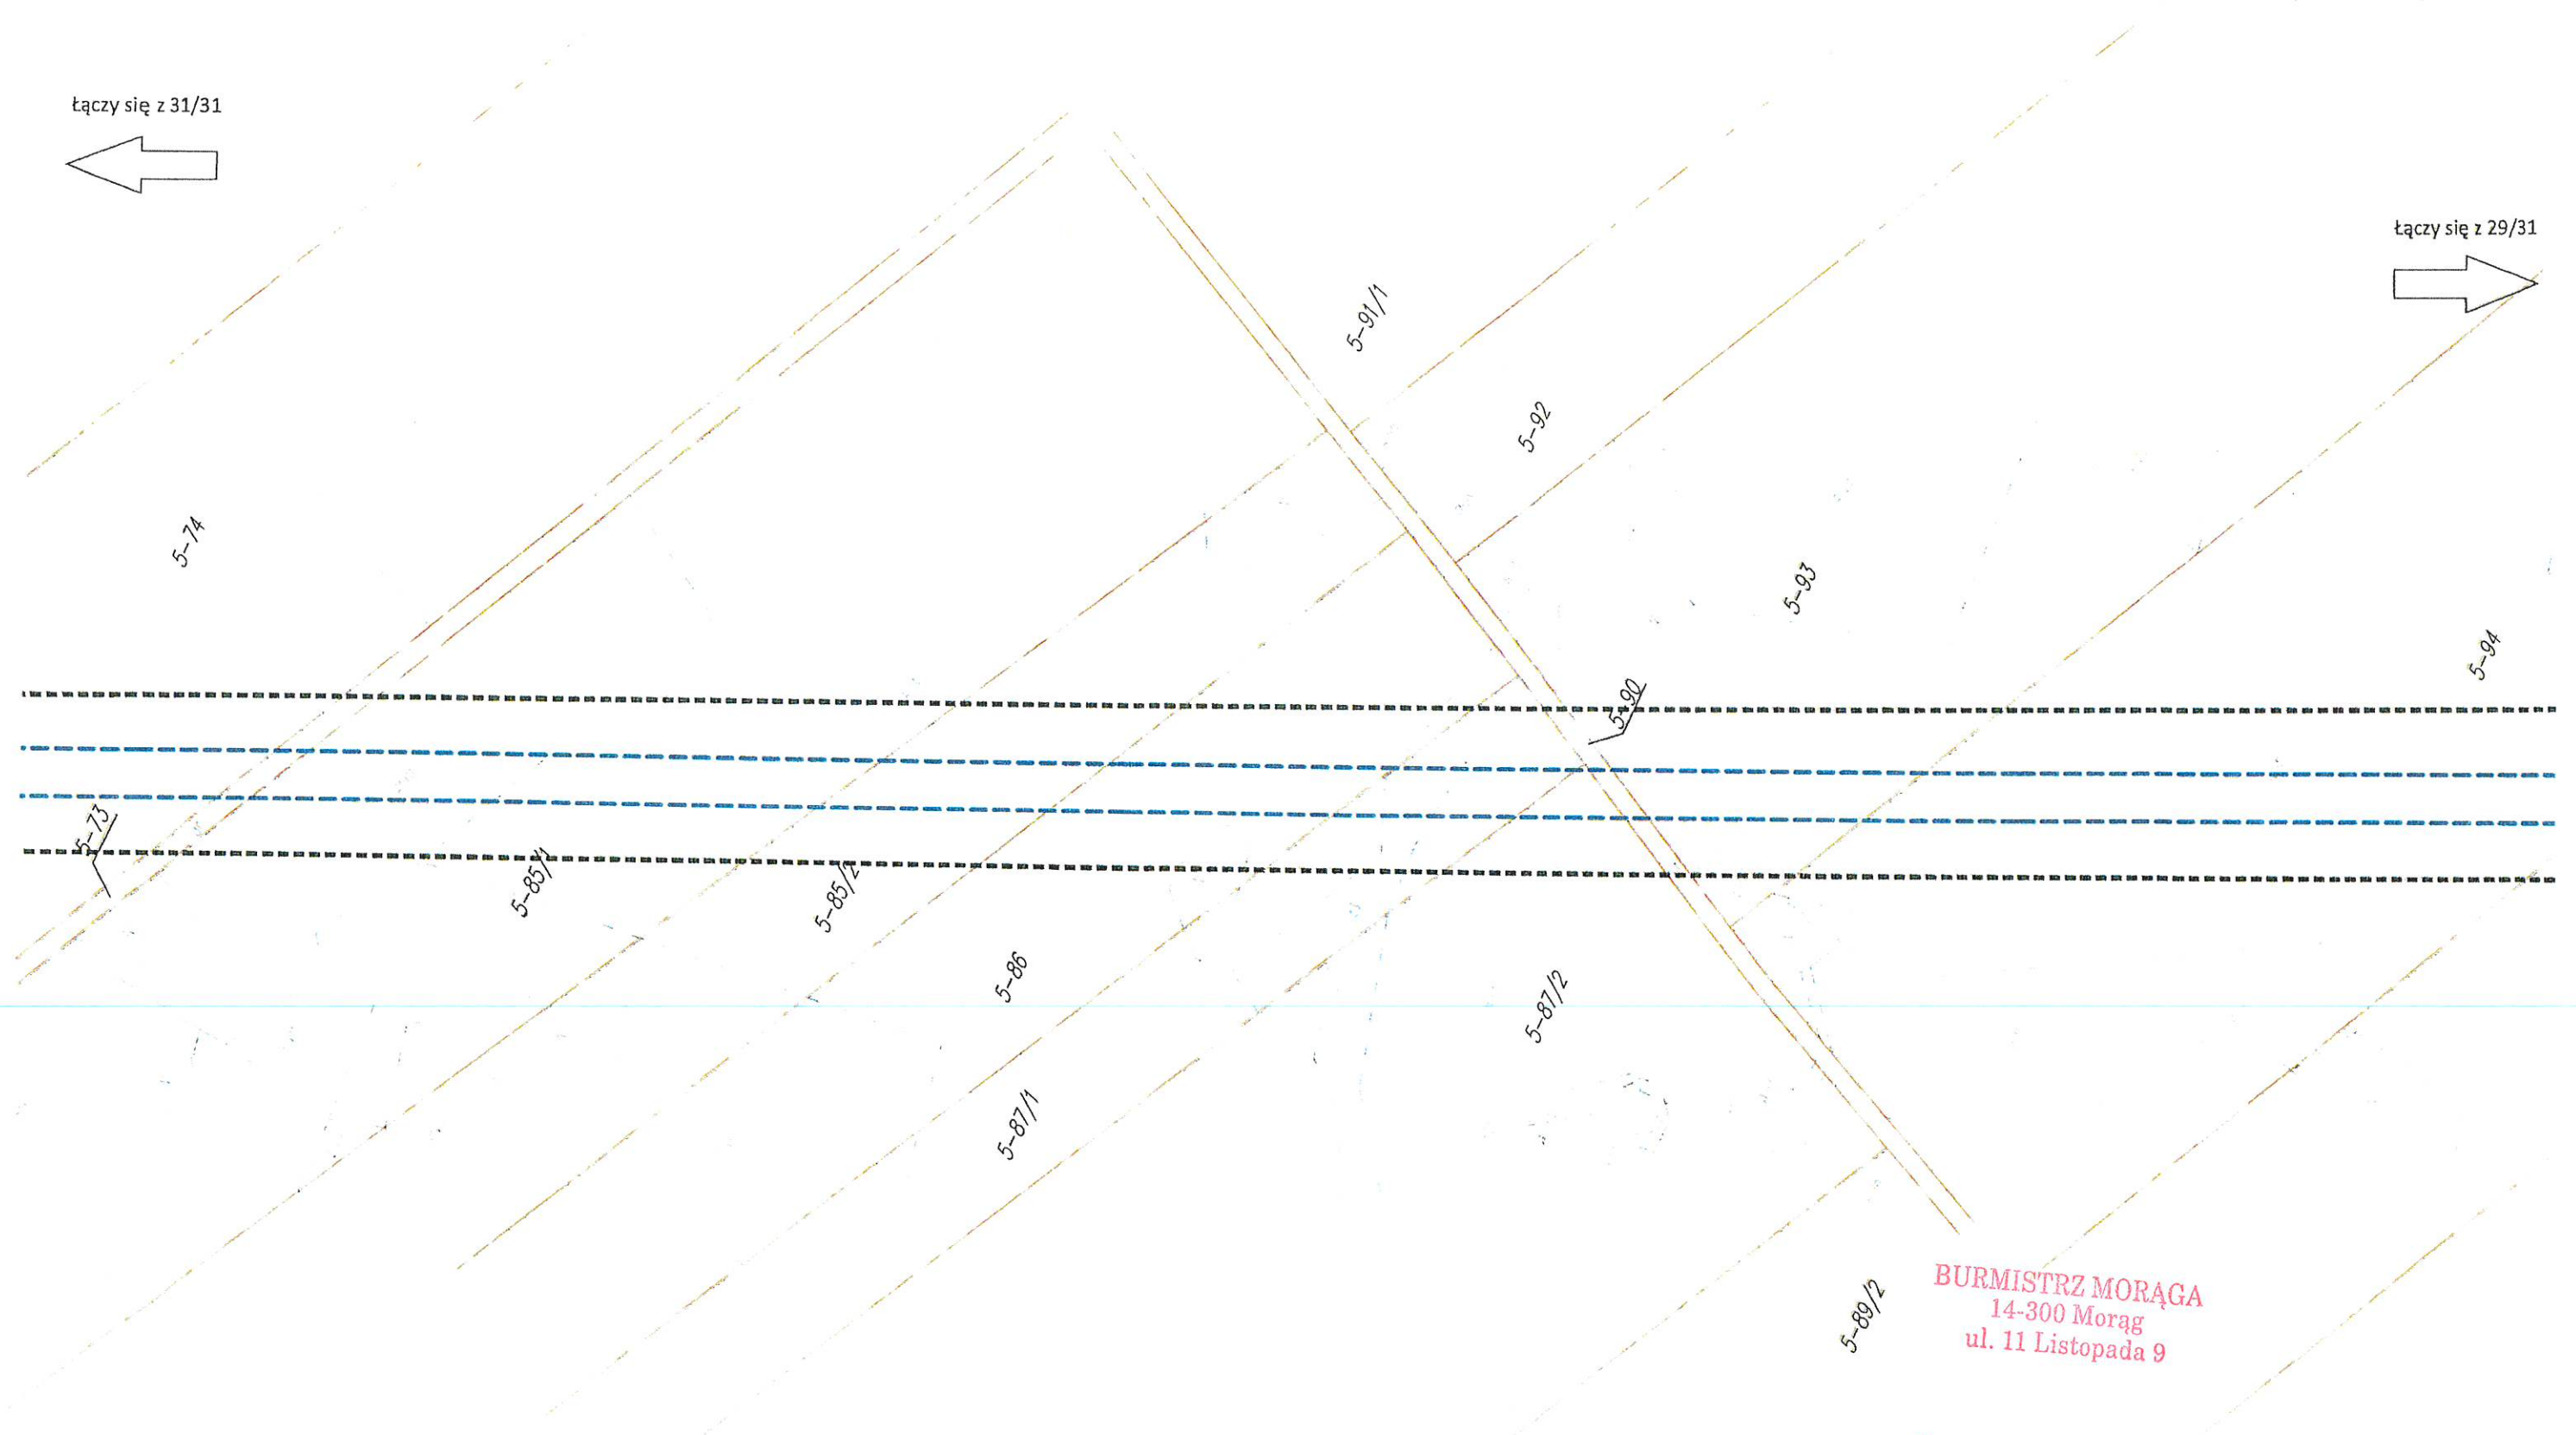 Łączy się z 31/31
Łączy się z 29/31
5-91/1
5-92
5-74
5-93
5-94
5-90
5-73
5-85/1
5-85/2
5-86
5-87/2
5-87/1
5-89/2
BURMISTRZ MORĄGA
14-300 Morąg
ul. 11 Listopada 9